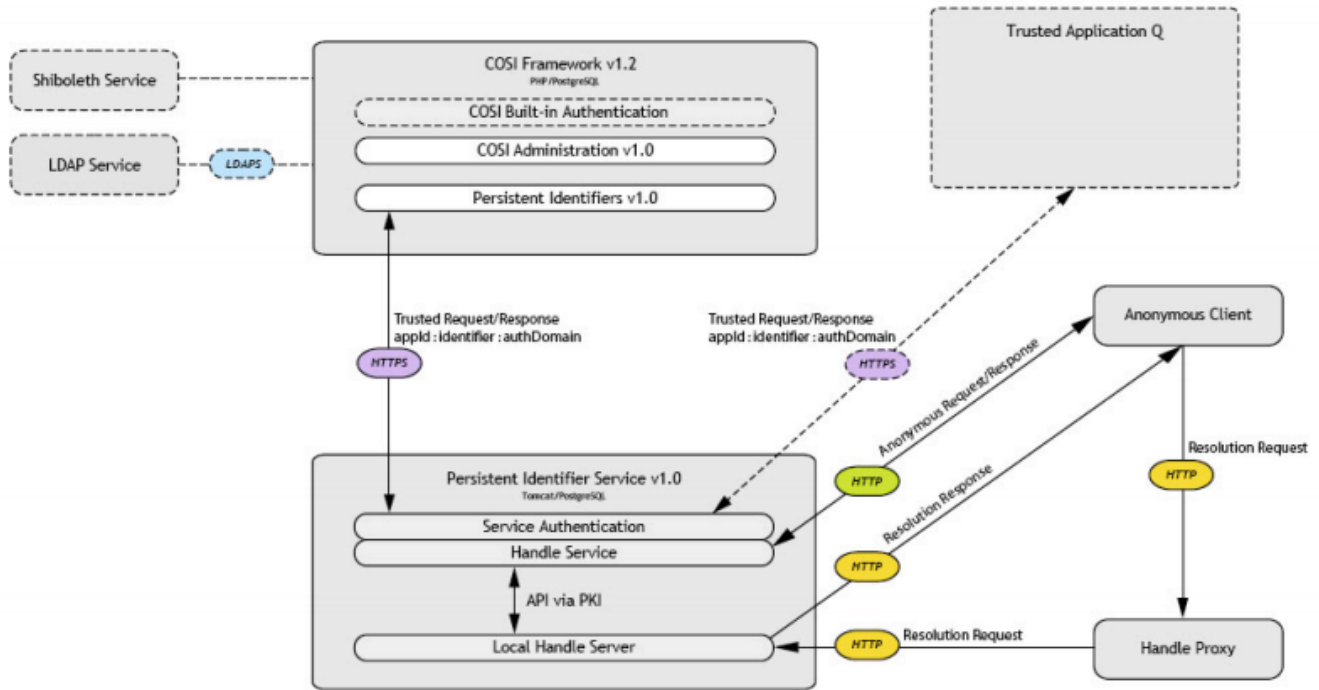 Shiboleth Service
LDAP Service
LDAPS
COSI Framework v1.2
PHP/PostgreSQL
COSI Built-in Authentication
COSI Administration v1.0
Persistent Identifiers v1.0
Trusted Application Q
Trusted Request/Response
appId : identifier : authDomain
HTTPS
Trusted Request/Response
appId : identifier : authDomain
HTTPS
Anonymous Client
Anonymous Request/Response
HTTP
Resolution Response
HTTP
Resolution Request
HTTP
Persistent Identifier Service v1.0
Tomcat/PostgreSQL
Service Authentication
Handle Service
API via PKI
Local Handle Server
HTTP
Resolution Request
Handle Proxy